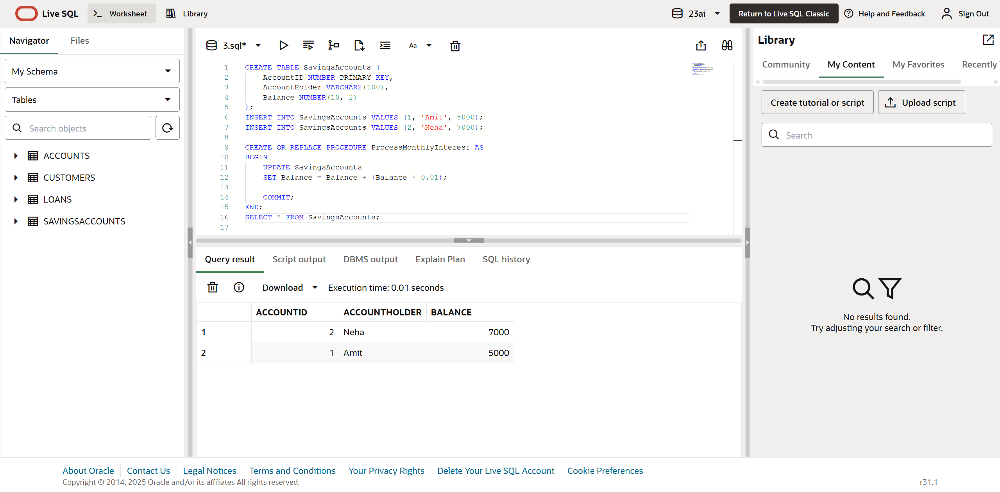 Live SQL
Worksheet
Library
23ai
Return to Live SQL Classic
Help and Feedback
Sign Out
Navigator
Files
My Schema
Tables
Search objects
ACCOUNTS
CUSTOMERS
LOANS
SAVINGSACCOUNTS
3.sql*
Aa
1 CREATE TABLE SavingsAccounts (
2 AccountID NUMBER PRIMARY KEY,
3 AccountHolder VARCHAR2(100),
4 Balance NUMBER(10, 2)
5 );
6 INSERT INTO SavingsAccounts VALUES (1, 'Amit', 5000);
7 INSERT INTO SavingsAccounts VALUES (2, 'Neha', 7000);
8
9 CREATE OR REPLACE PROCEDURE ProcessMonthlyInterest AS
10 BEGIN
11 UPDATE SavingsAccounts
12 SET Balance = Balance + (Balance * 0.01);
13
14 COMMIT;
15 END;
16 SELECT * FROM SavingsAccounts;
17
Query result
Script output
DBMS output
Explain Plan
SQL history
Download
Execution time: 0.01 seconds
ACCOUNTID ACCOUNTHOLDER BALANCE
1 2 Neha 7000
2 1 Amit 5000
Library
Community
My Content
My Favorites
Recently
Create tutorial or script
Upload script
Search
No results found.
Try adjusting your search or filter.
About Oracle
Contact Us
Legal Notices
Terms and Conditions
Your Privacy Rights
Delete Your Live SQL Account
Cookie Preferences
Copyright © 2014, 2025 Oracle and/or its affiliates All rights reserved.
r31.1